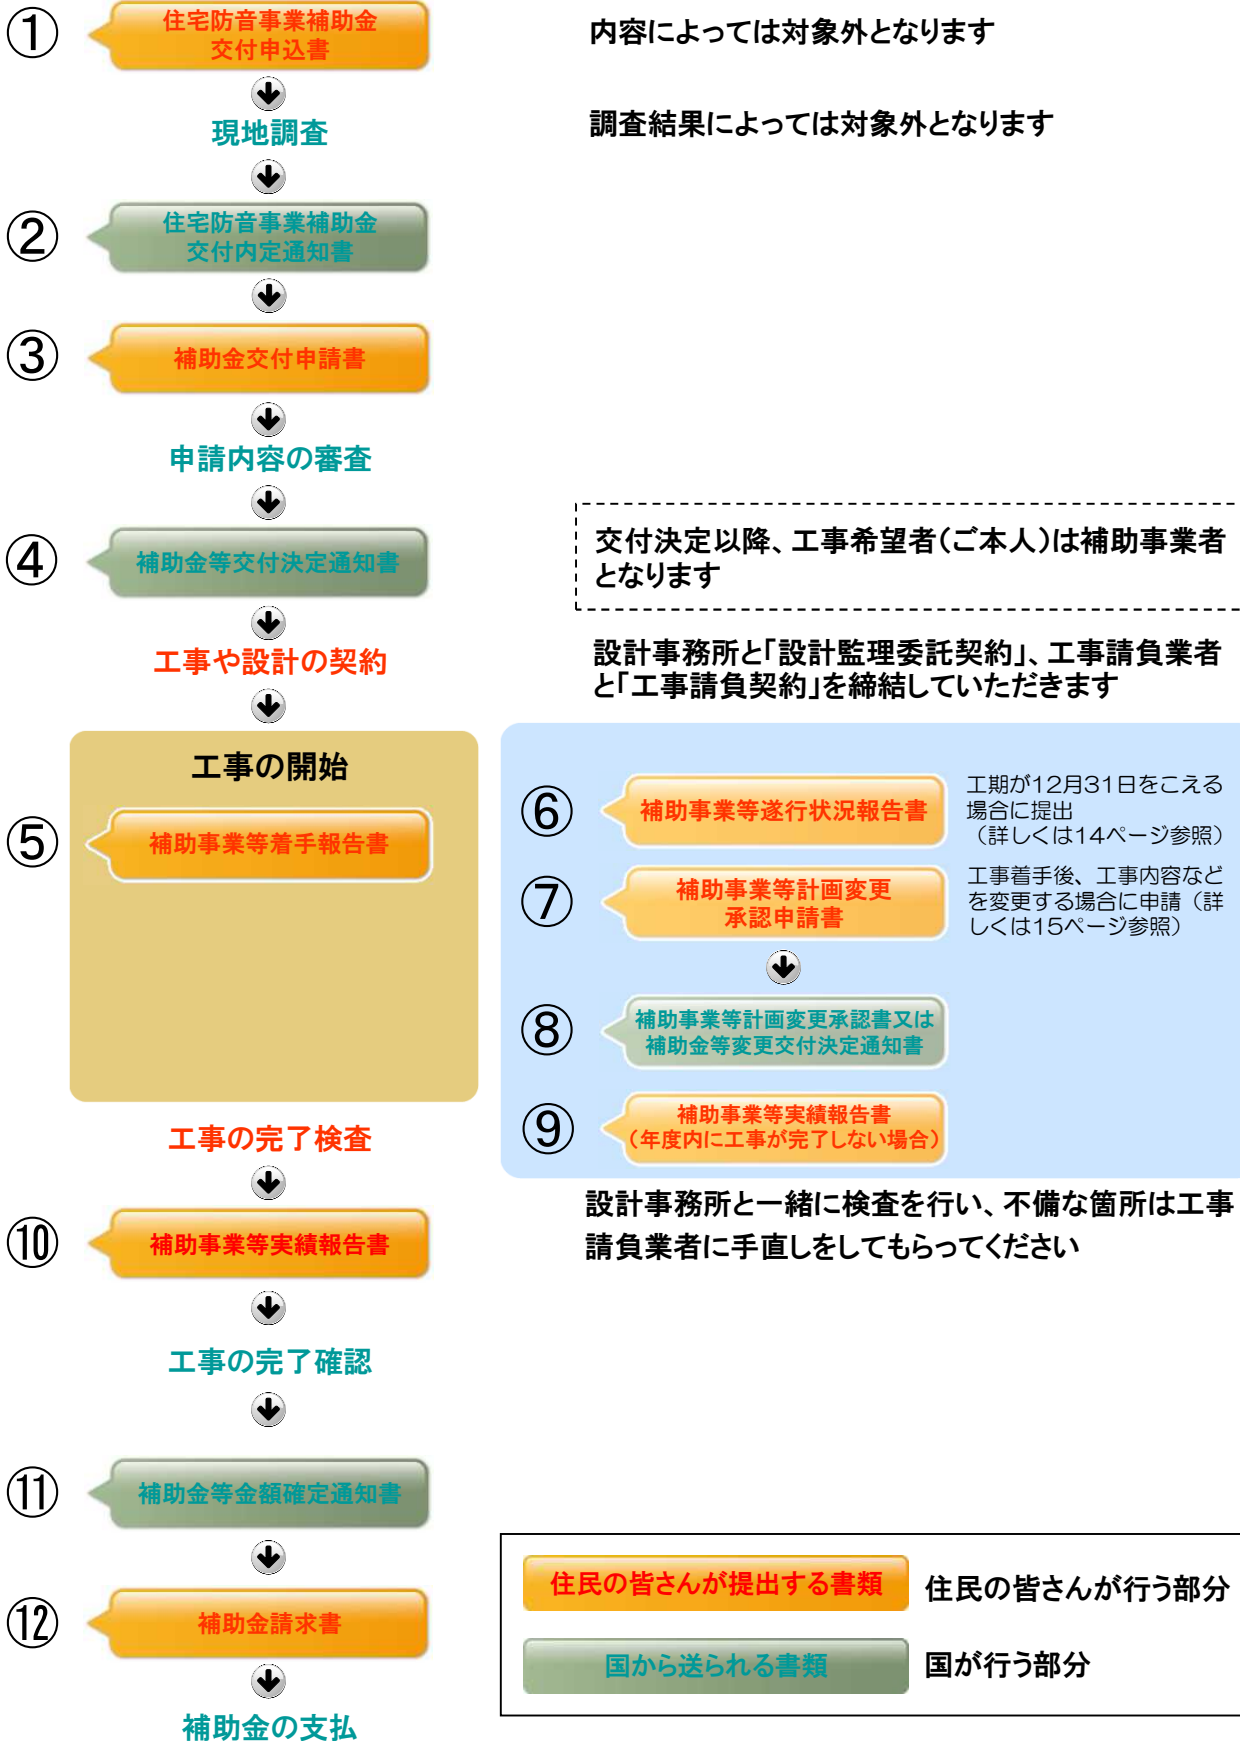 ①
住宅防音事業補助金
交付申込書
内容によっては対象外となります
現地調査
調査結果によっては対象外となります
②
住宅防音事業補助金
交付内定通知書
③
補助金交付申請書
申請内容の審査
④
補助金等交付決定通知書
交付決定以降、工事希望者(ご本人)は補助事業者
となります
工事や設計の契約
設計事務所と「設計監理委託契約」、工事請負業者
と「工事請負契約」を締結していただきます
工事の開始
⑤
補助事業等着手報告書
⑥
補助事業等遂行状況報告書
工期が12月31日をこえる
場合に提出
（詳しくは14ページ参照）
⑦
補助事業等計画変更
承認申請書
工事着手後、工事内容など
を変更する場合に申請（詳
しくは15ページ参照）
⑧
補助事業等計画変更承認書又は
補助金等変更交付決定通知書
⑨
補助事業等実績報告書
（年度内に工事が完了しない場合）
工事の完了検査
設計事務所と一緒に検査を行い、不備な箇所は工事
請負業者に手直しをしてもらってください
⑩
補助事業等実績報告書
工事の完了確認
⑪
補助金等金額確定通知書
⑫
補助金請求書
補助金の支払
住民の皆さんが提出する書類
住民の皆さんが行う部分
国から送られる書類
国が行う部分